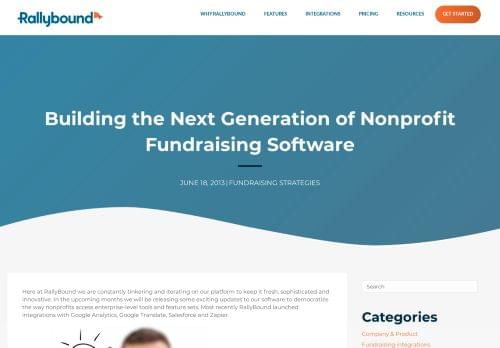 Rallybound
WHY RALLYBOUND
FEATURES
INTEGRATIONS
PRICING
RESOURCES
GET STARTED
Building the Next Generation of Nonprofit
Fundraising Software
JUNE 18, 2013 | FUNDRAISING STRATEGIES
Here at RallyBound we are constantly tinkering and iterating on our platform to keep it fresh, sophisticated and
innovative. In the upcoming months we will be releasing some exciting updates to our software to democratize
the way nonprofits access enterprise-level tools and feature sets. Most recently RallyBound launched
integrations with Google Analytics, Google Translate, Salesforce and Zapier.
Search
Categories
Company & Product
Fundraising integrations